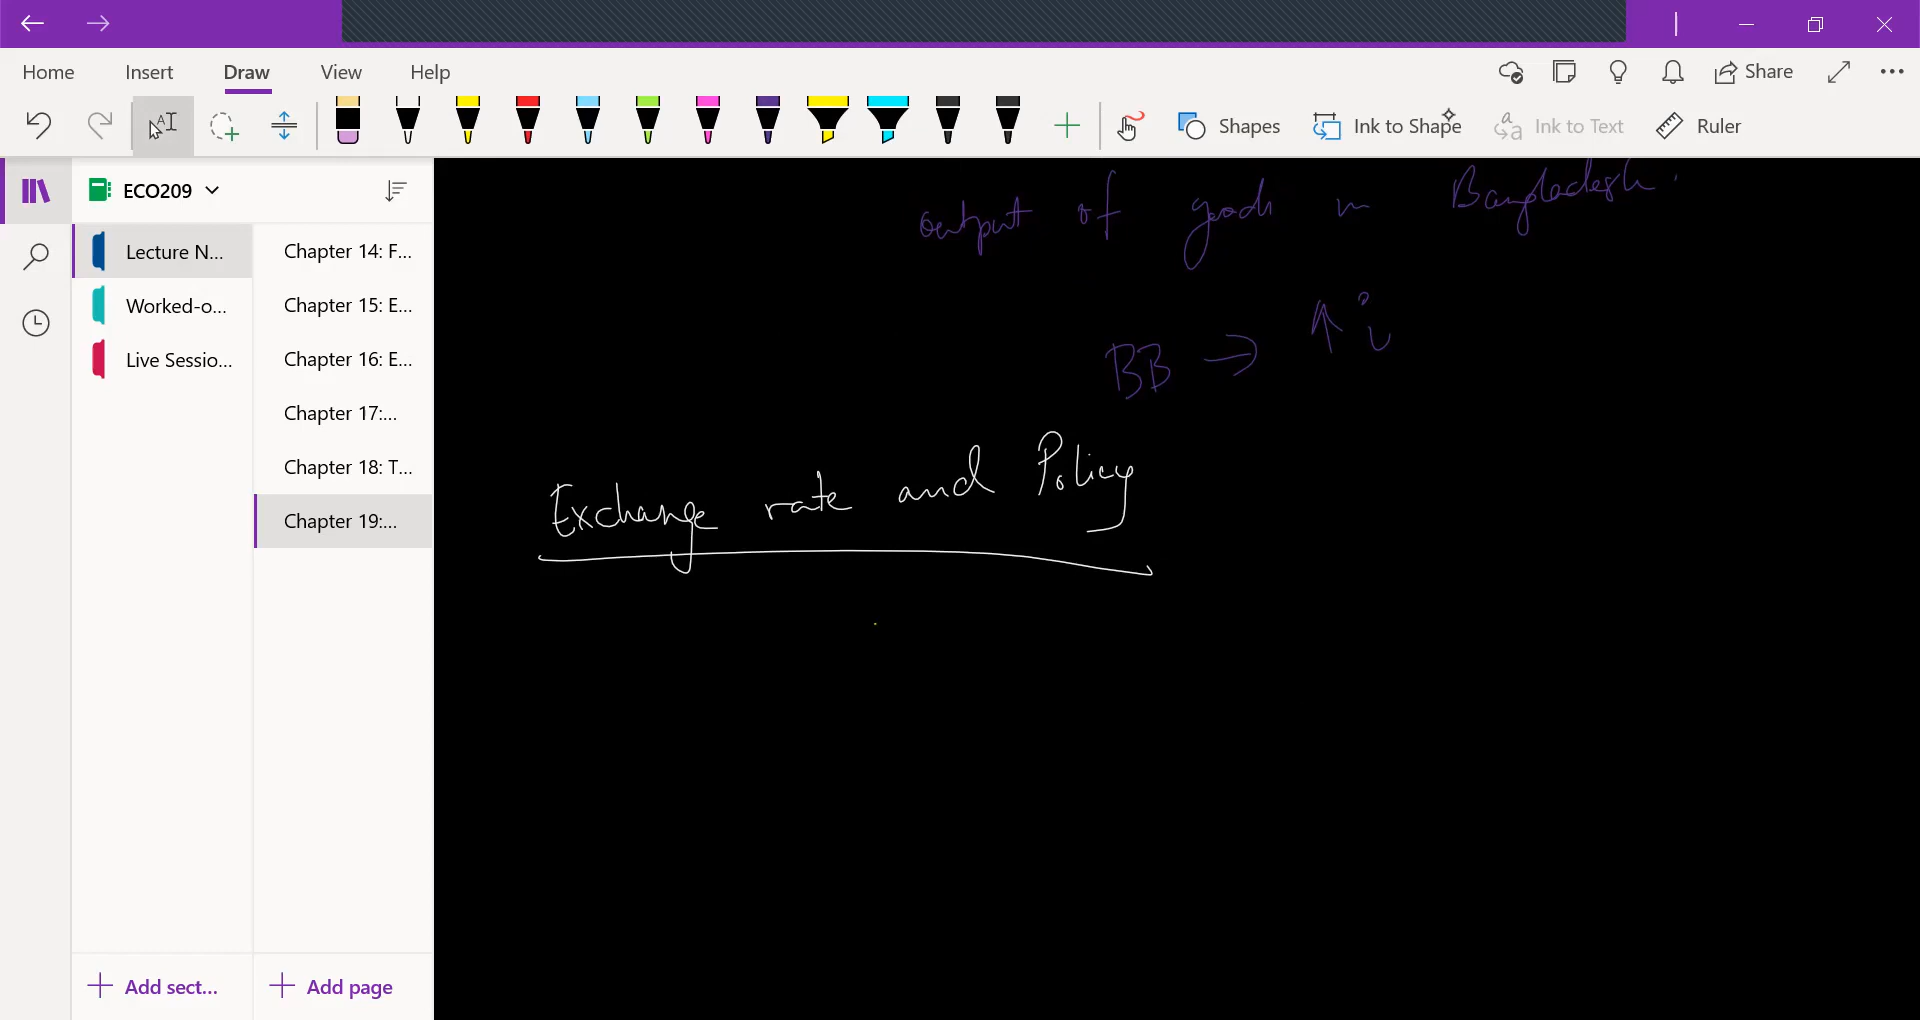 Home Insert Draw View Help Share
Shapes Ink to Shape Ink to Text Ruler
ECO209
Lecture N...
Worked-o...
Live Sessio...
Chapter 14: F...
Chapter 15: E...
Chapter 16: E...
Chapter 17:...
Chapter 18: T...
Chapter 19:...
Add sect...
Add page
output of goods in Bangladesh.
BB → ↑ i
Exchange rate and Policy